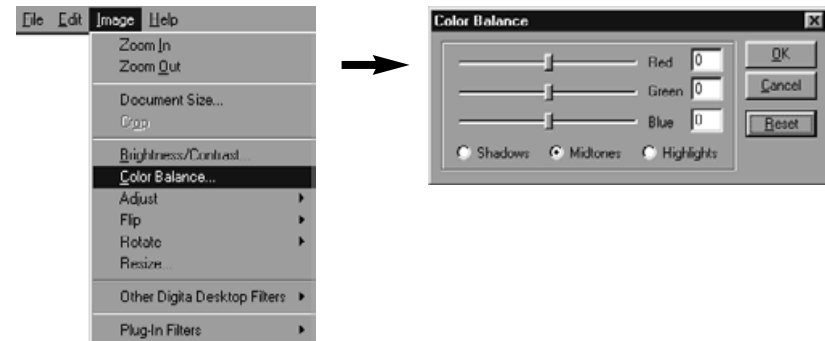 File Edit Image Help
Zoom In
Zoom Out
Document Size...
Crop
Brightness/Contrast...
Color Balance...
Adjust
Flip
Rotate
Resize...
Other Digita Desktop Filters
Plug-In Filters
Color Balance
Red 0
Green 0
Blue 0
Shadows Midtones Highlights
OK
Cancel
Reset